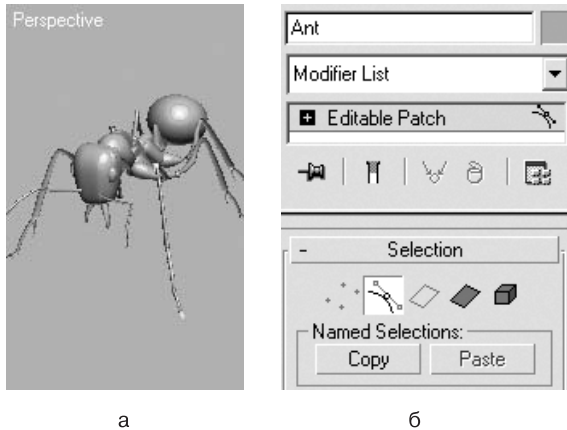 Perspective
Ant
Modifier List
Editable Patch
- Selection
Named Selections:
Copy Paste
а б